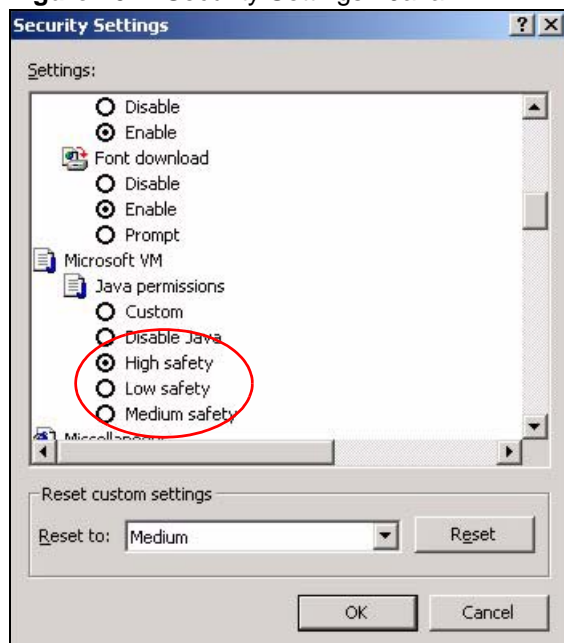 Security Settings
Settings:
Disable
Enable
Font download
Disable
Enable
Prompt
Microsoft VM
Java permissions
Custom
Disable Java
High safety
Low safety
Medium safety
Reset custom settings
Reset to: Medium Reset
OK Cancel